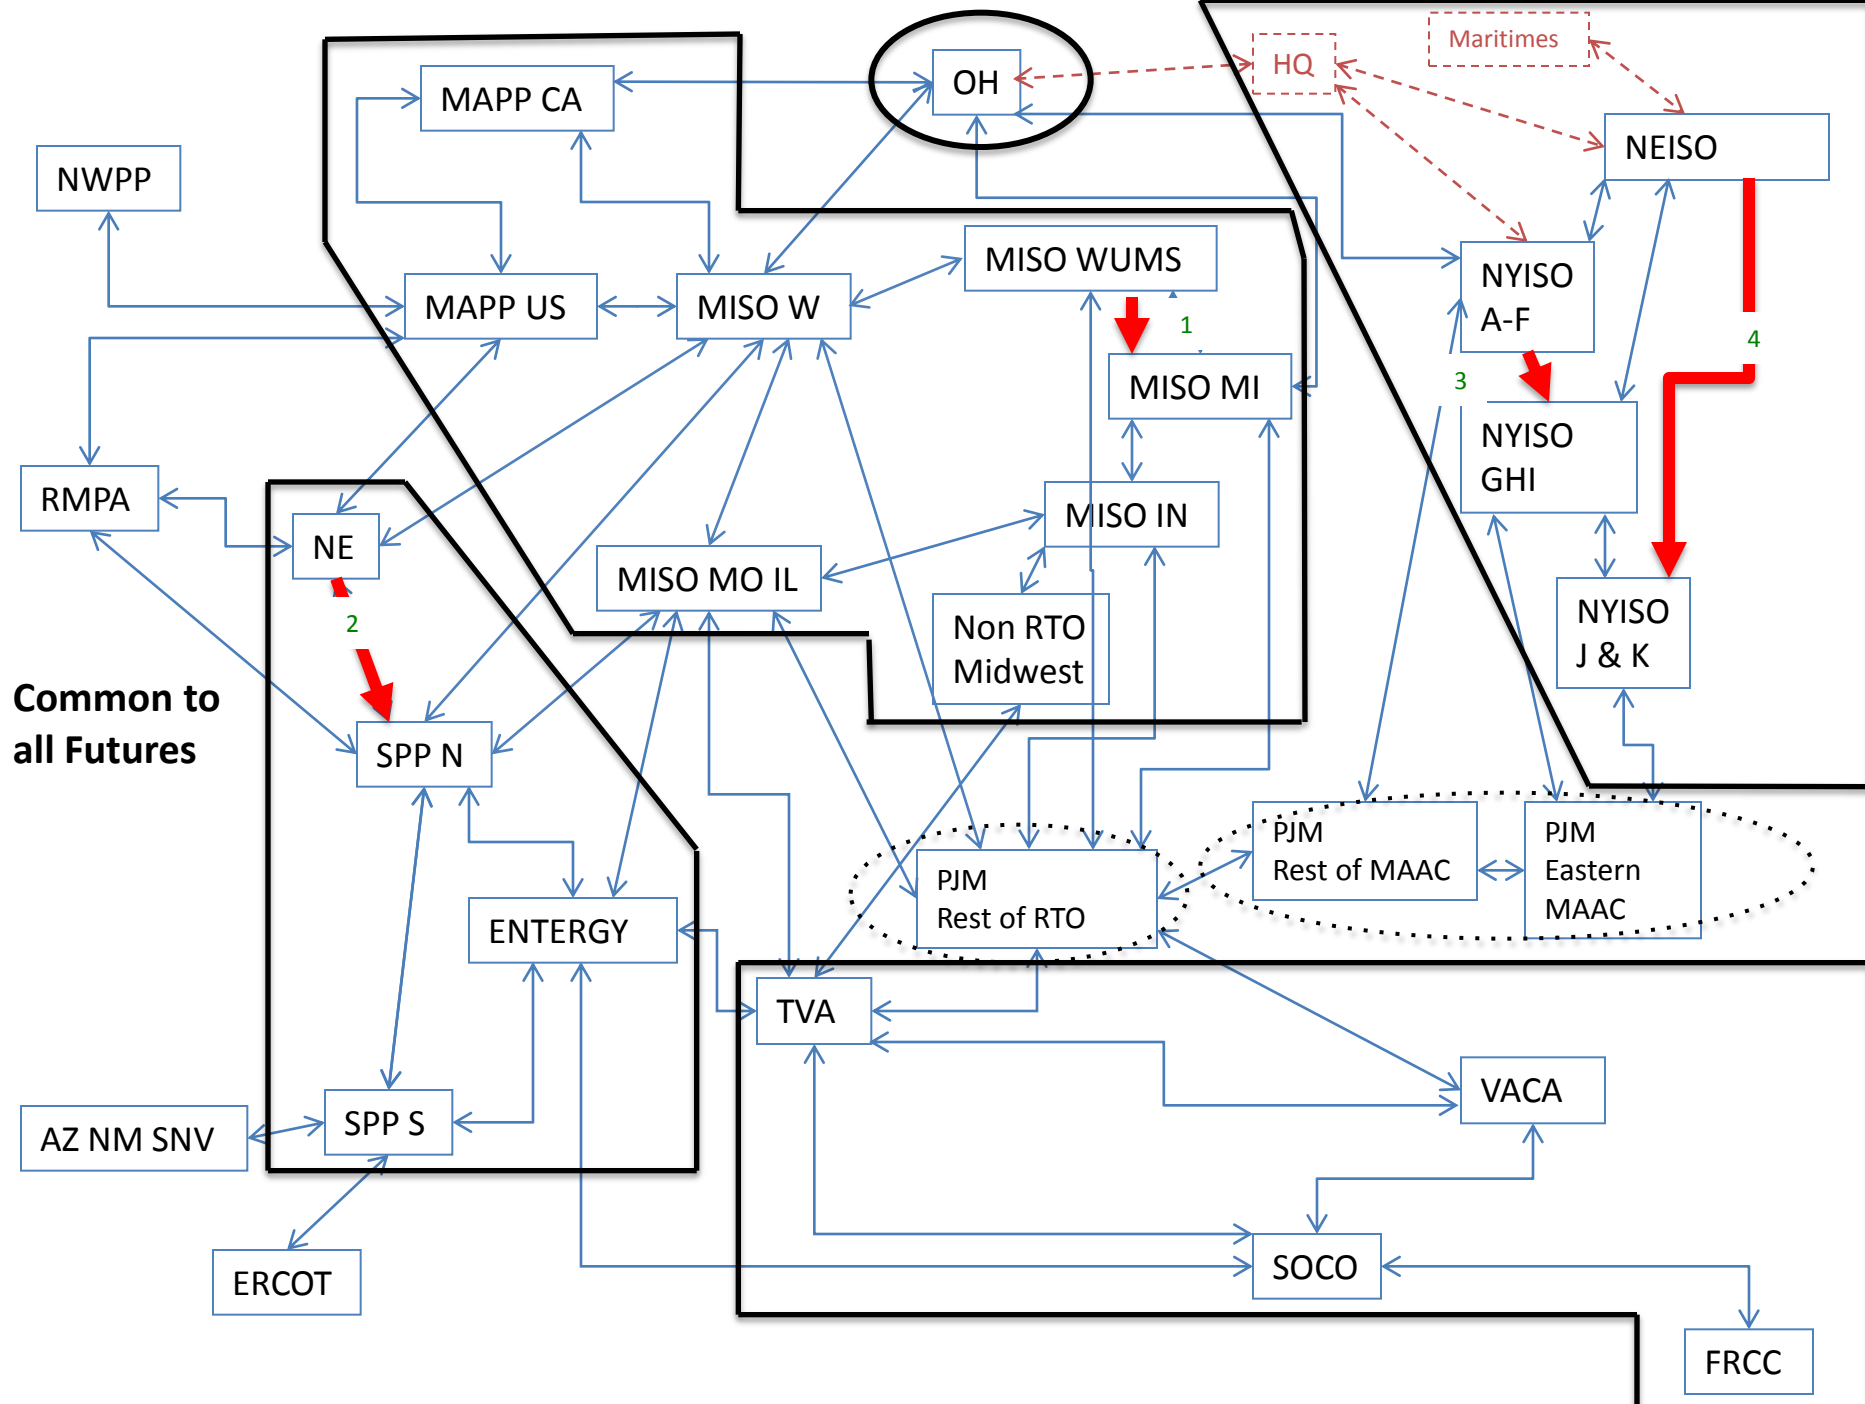 Maritimes
HQ
OH
MAPP CA
NEISO
NWPP
MISO WUMS
NYISO
A-F
MAPP US
MISO W
1
4
3
MISO MI
NYISO
GHI
RMPA
MISO IN
NE
MISO MO IL
2
Non RTO
Midwest
NYISO
J & K
Common to
all Futures
SPP N
PJM
Rest of MAAC
PJM
Eastern
MAAC
PJM
Rest of RTO
ENTERGY
TVA
VACA
SPP S
AZ NM SNV
SOCO
ERCOT
FRCC